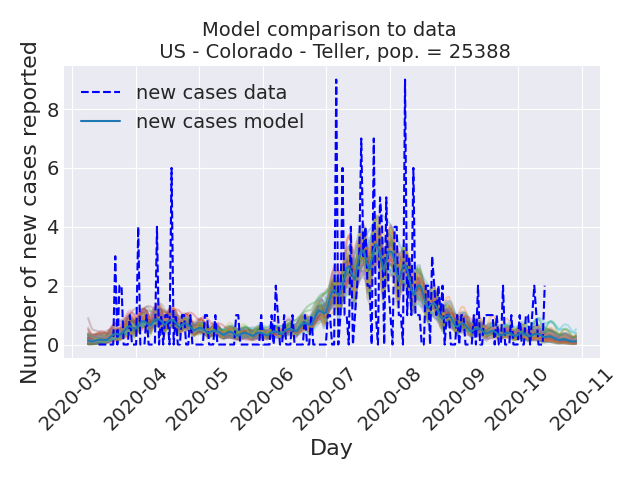 Model comparison to data
US - Colorado - Teller, pop. = 25388
Number of new cases reported
new cases data
new cases model
8
6
4
2
0
2020-03
2020-04
2020-05
2020-06
2020-07
2020-08
2020-09
2020-10
2020-11
Day